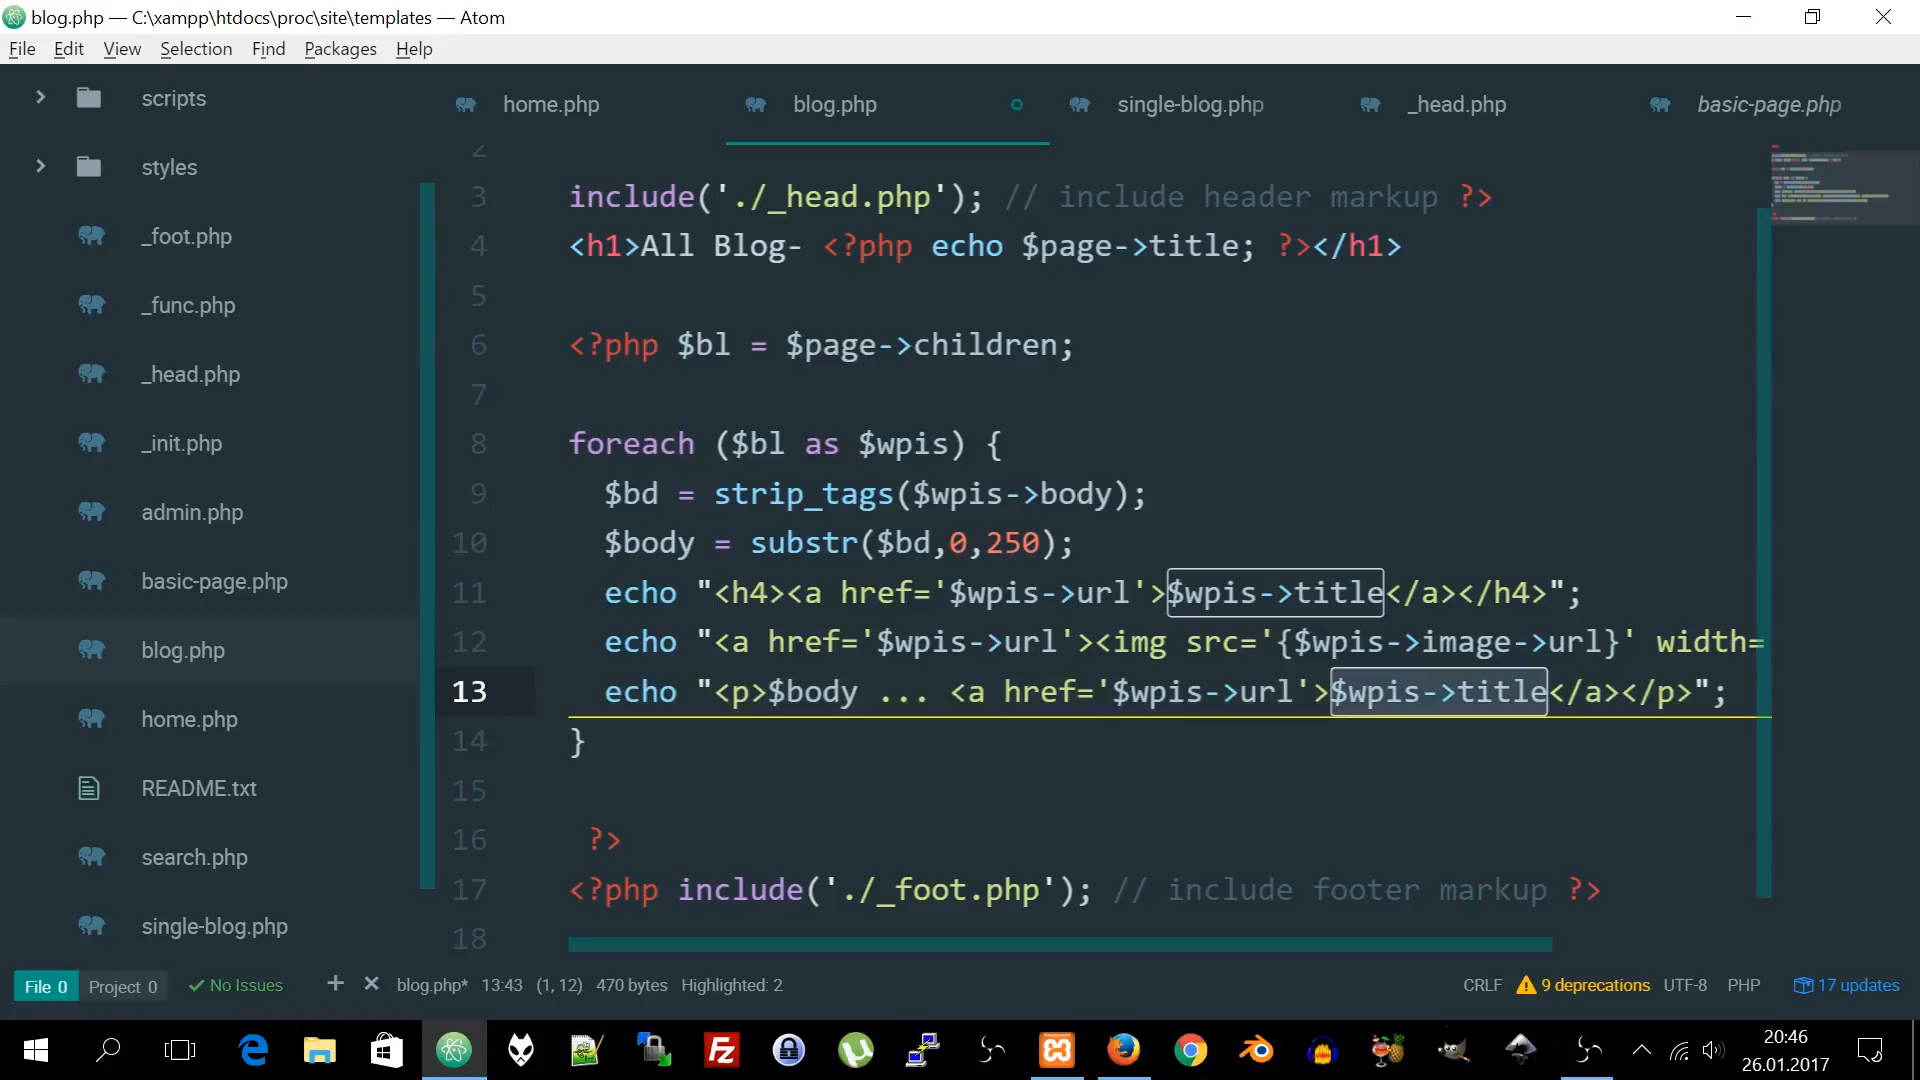 blog.php — C:\xampp\htdocs\proc\site\templates — Atom
File Edit View Selection Find Packages Help
scripts
styles
_foot.php
_func.php
_head.php
_init.php
admin.php
basic-page.php
blog.php
home.php
README.txt
search.php
single-blog.php
home.php blog.php single-blog.php _head.php basic-page.php
2
3 include('./_head.php'); // include header markup ?>
4 <h1>All Blog- <?php echo $page->title; ?></h1>
5
6 <?php $bl = $page->children;
7
8 foreach ($bl as $wpis) {
9 $bd = strip_tags($wpis->body);
10 $body = substr($bd,0,250);
11 echo "<h4><a href='$wpis->url'>$wpis->title</a></h4>";
12 echo "<a href='$wpis->url'><img src='{$wpis->image->url}' width=
13 echo "<p>$body ... <a href='$wpis->url'>$wpis->title</a></p>";
14 }
15
16 ?>
17 <?php include('./_foot.php'); // include footer markup ?>
18
File 0 Project 0 No Issues blog.php* 13:43 (1, 12) 470 bytes Highlighted: 2 CRLF 9 deprecations UTF-8 PHP 17 updates
20:46
26.01.2017